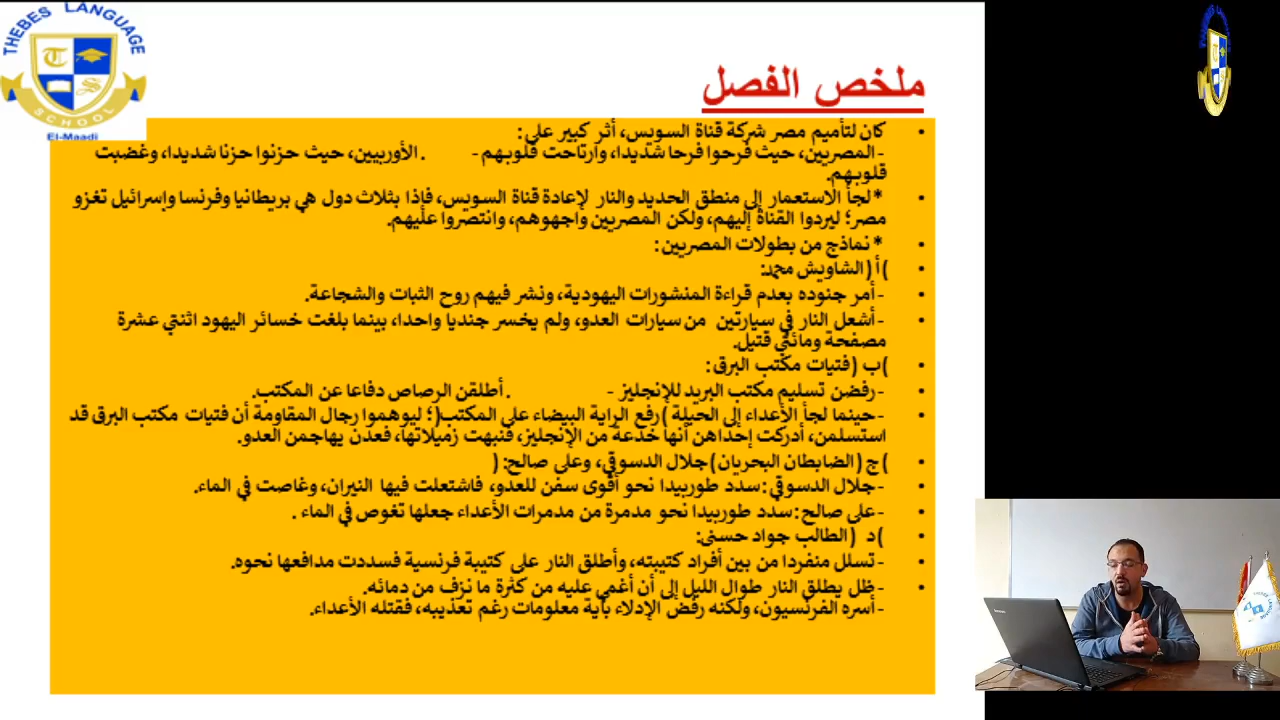 THEBES LANGUAGE
SCHOOL
El-Maadi
ملخص الفصل
• كان لتأميم مصر شركة قناة السويس، أثر كبير على:
-المصريين، حيث فرحوا فرحا شديدا، وارتاحت قلوبهم- .الأوربيين، حيث حزنوا حزنا شديدا، وغضبت
قلوبهم.
• *لجأ الاستعمار إلى منطق الحديد والنار لإعادة قناة السويس، فإذا بثلاث دول هي بريطانيا وفرنسا وإسرائيل تغزو
مصر؛ ليردوا القناة إليهم، ولكن المصريين واجهوهم، وانتصروا عليهم.
• *نماذج من بطولات المصريين:
• )أ (الشاويش محمد:
• -أمر جنوده بعدم قراءة المنشورات اليهودية، ونشر فيهم روح الثبات والشجاعة.
• -أشعل النار في سيارتين من سيارات العدو، ولم يخسر جنديا واحدا، بينما بلغت خسائر اليهود اثنتي عشرة
مصفحة ومائتي قتيل.
• )ب (فتيات مكتب البرق:
• -رفضن تسليم مكتب البريد للإنجليز - .أطلقن الرصاص دفاعا عن المكتب.
• -حينما لجأ الأعداء إلى الحيلة )رفع الراية البيضاء على المكتب(؛ ليوهموا رجال المقاومة أن فتيات مكتب البرق قد
استسلمن، أدركت إحداهن أنها خدعة من الإنجليز، فنبهت زميلاتها، فعدن يهاجمن العدو.
• )ج (الضابطان البحريان)جلال الدسوقي، وعلى صالح:(
• -جلال الدسوقي:سدد طوربيدا نحو أقوى سفن للعدو، فاشتعلت فيها النيران، وغاصت في الماء.
• -على صالح:سدد طوربيدا نحو مدمرة من مدمرات الأعداء جعلها تغوص في الماء .
• )د (الطالب جواد حسنى:
• -تسلل منفردا من بين أفراد كتيبته، وأطلق النار على كتيبة فرنسية فسددت مدافعها نحوه.
• -ظل يطلق النار طوال الليل إلى أن أغمي عليه من كثرة ما نزف من دمائه.
-أسره الفرنسيون، ولكنه رفض الإدلاء بأية معلومات رغم تعذيبه، فقتله الأعداء.